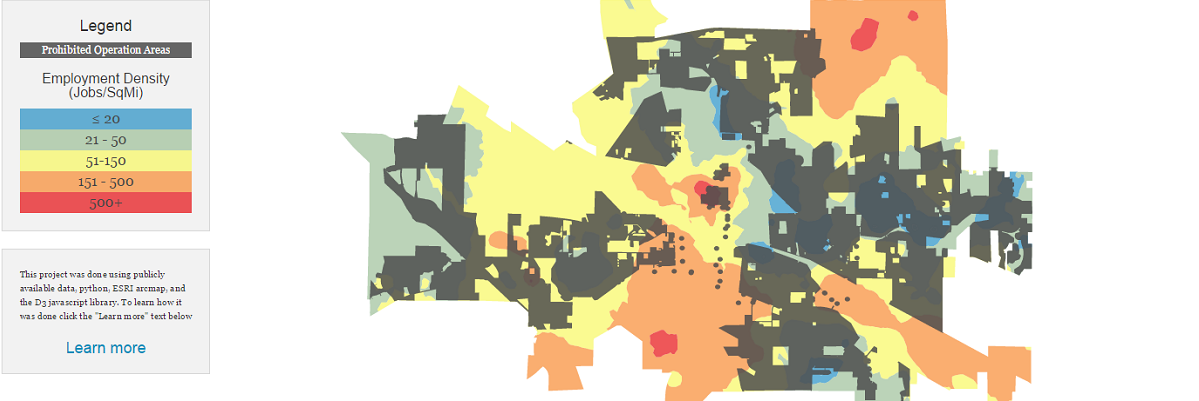 Legend
Prohibited Operation Areas
Employment Density
(Jobs/SqMi)
≤ 20
21 - 50
51-150
151 - 500
500+
This project was done using publicly
available data, python, ESRI arcmap, and
the D3 javascript library. To learn how it
was done click the "Learn more" text below
Learn more